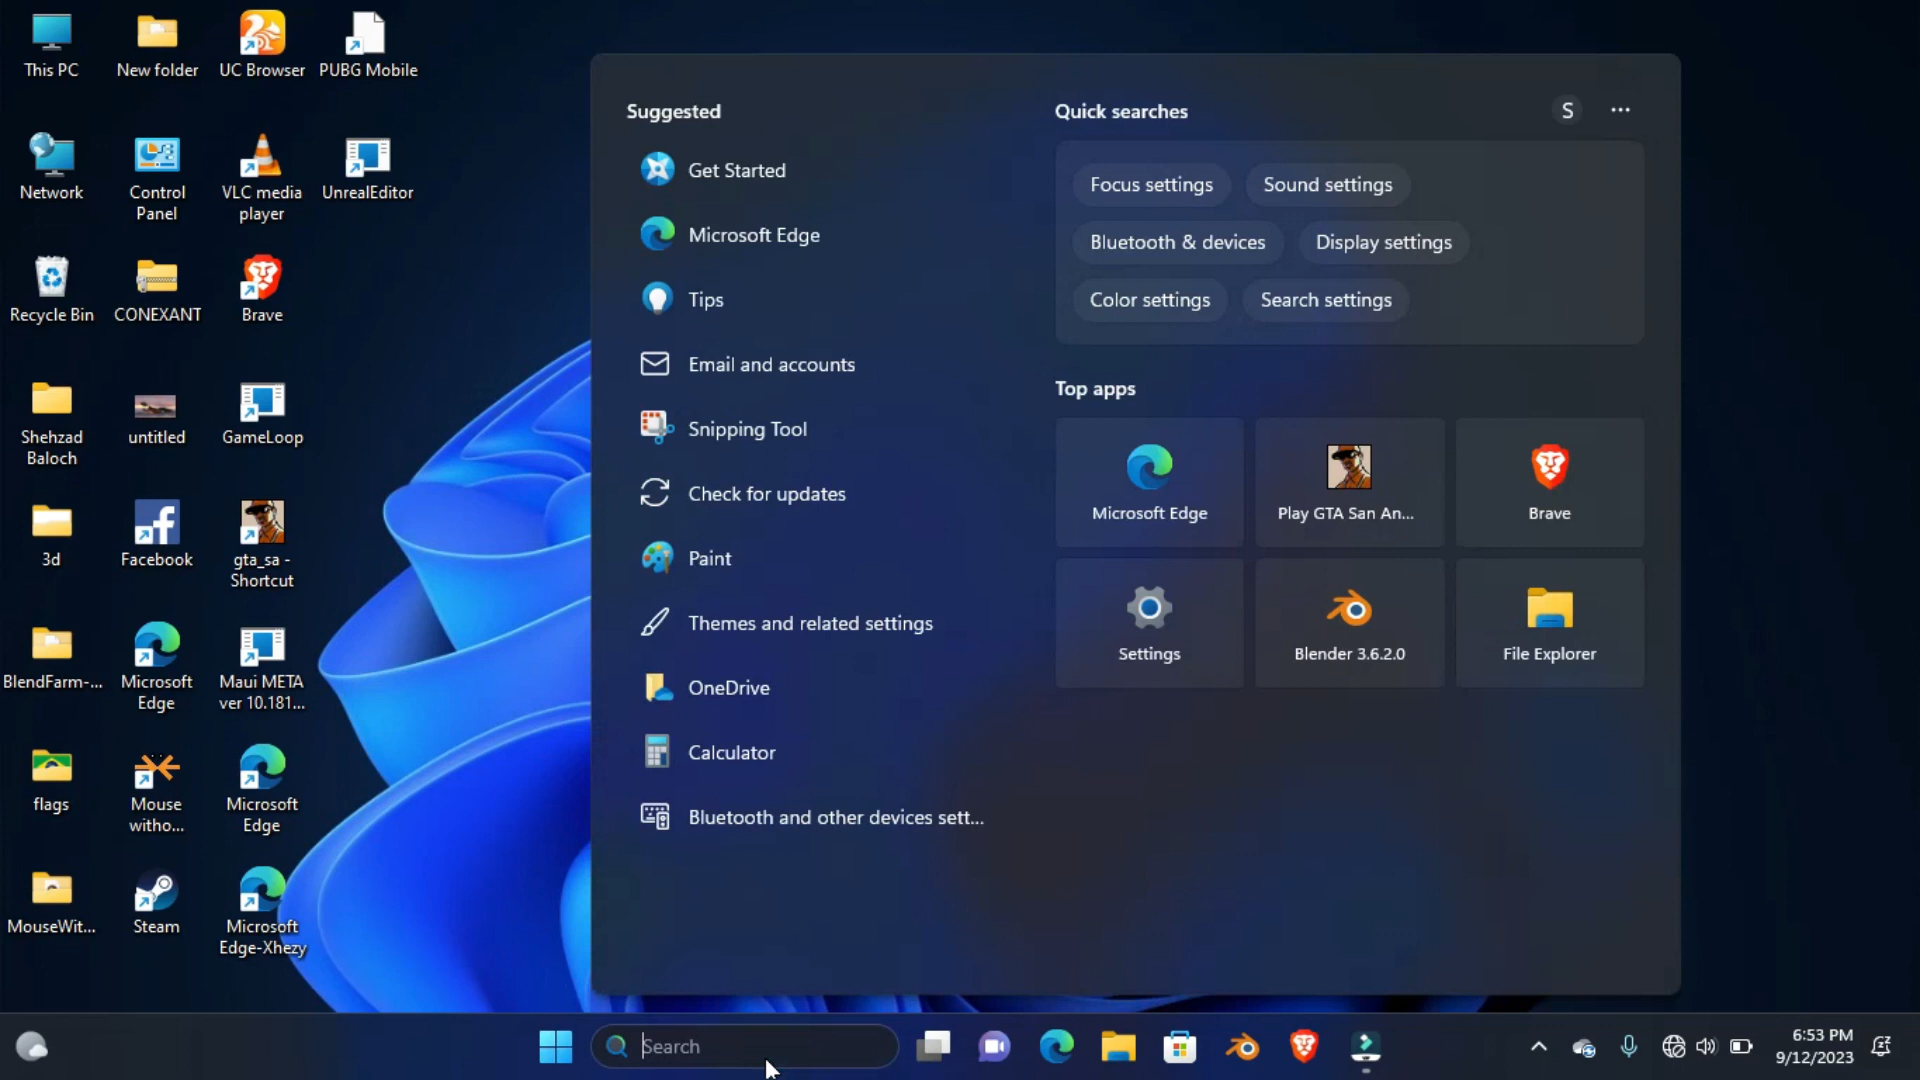 This PC
New folder
UC Browser
PUBG Mobile
Network
Control
Panel
VLC media
player
UnrealEditor
Recycle Bin
CONEXANT
Brave
Shehzad
Baloch
untitled
GameLoop
3d
Facebook
gta_sa -
Shortcut
BlendFarm-...
Microsoft
Edge
Maui META
ver 10.181...
flags
Mouse
witho...
Microsoft
Edge
MouseWit...
Steam
Microsoft
Edge-Xhezy
Suggested
Get Started
Microsoft Edge
Tips
Email and accounts
Snipping Tool
Check for updates
Paint
Themes and related settings
OneDrive
Calculator
Bluetooth and other devices sett...
Quick searches
S
Focus settings
Sound settings
Bluetooth & devices
Display settings
Color settings
Search settings
Top apps
Microsoft Edge
Play GTA San An...
Brave
Settings
Blender 3.6.2.0
File Explorer
Search
6:53 PM
9/12/2023